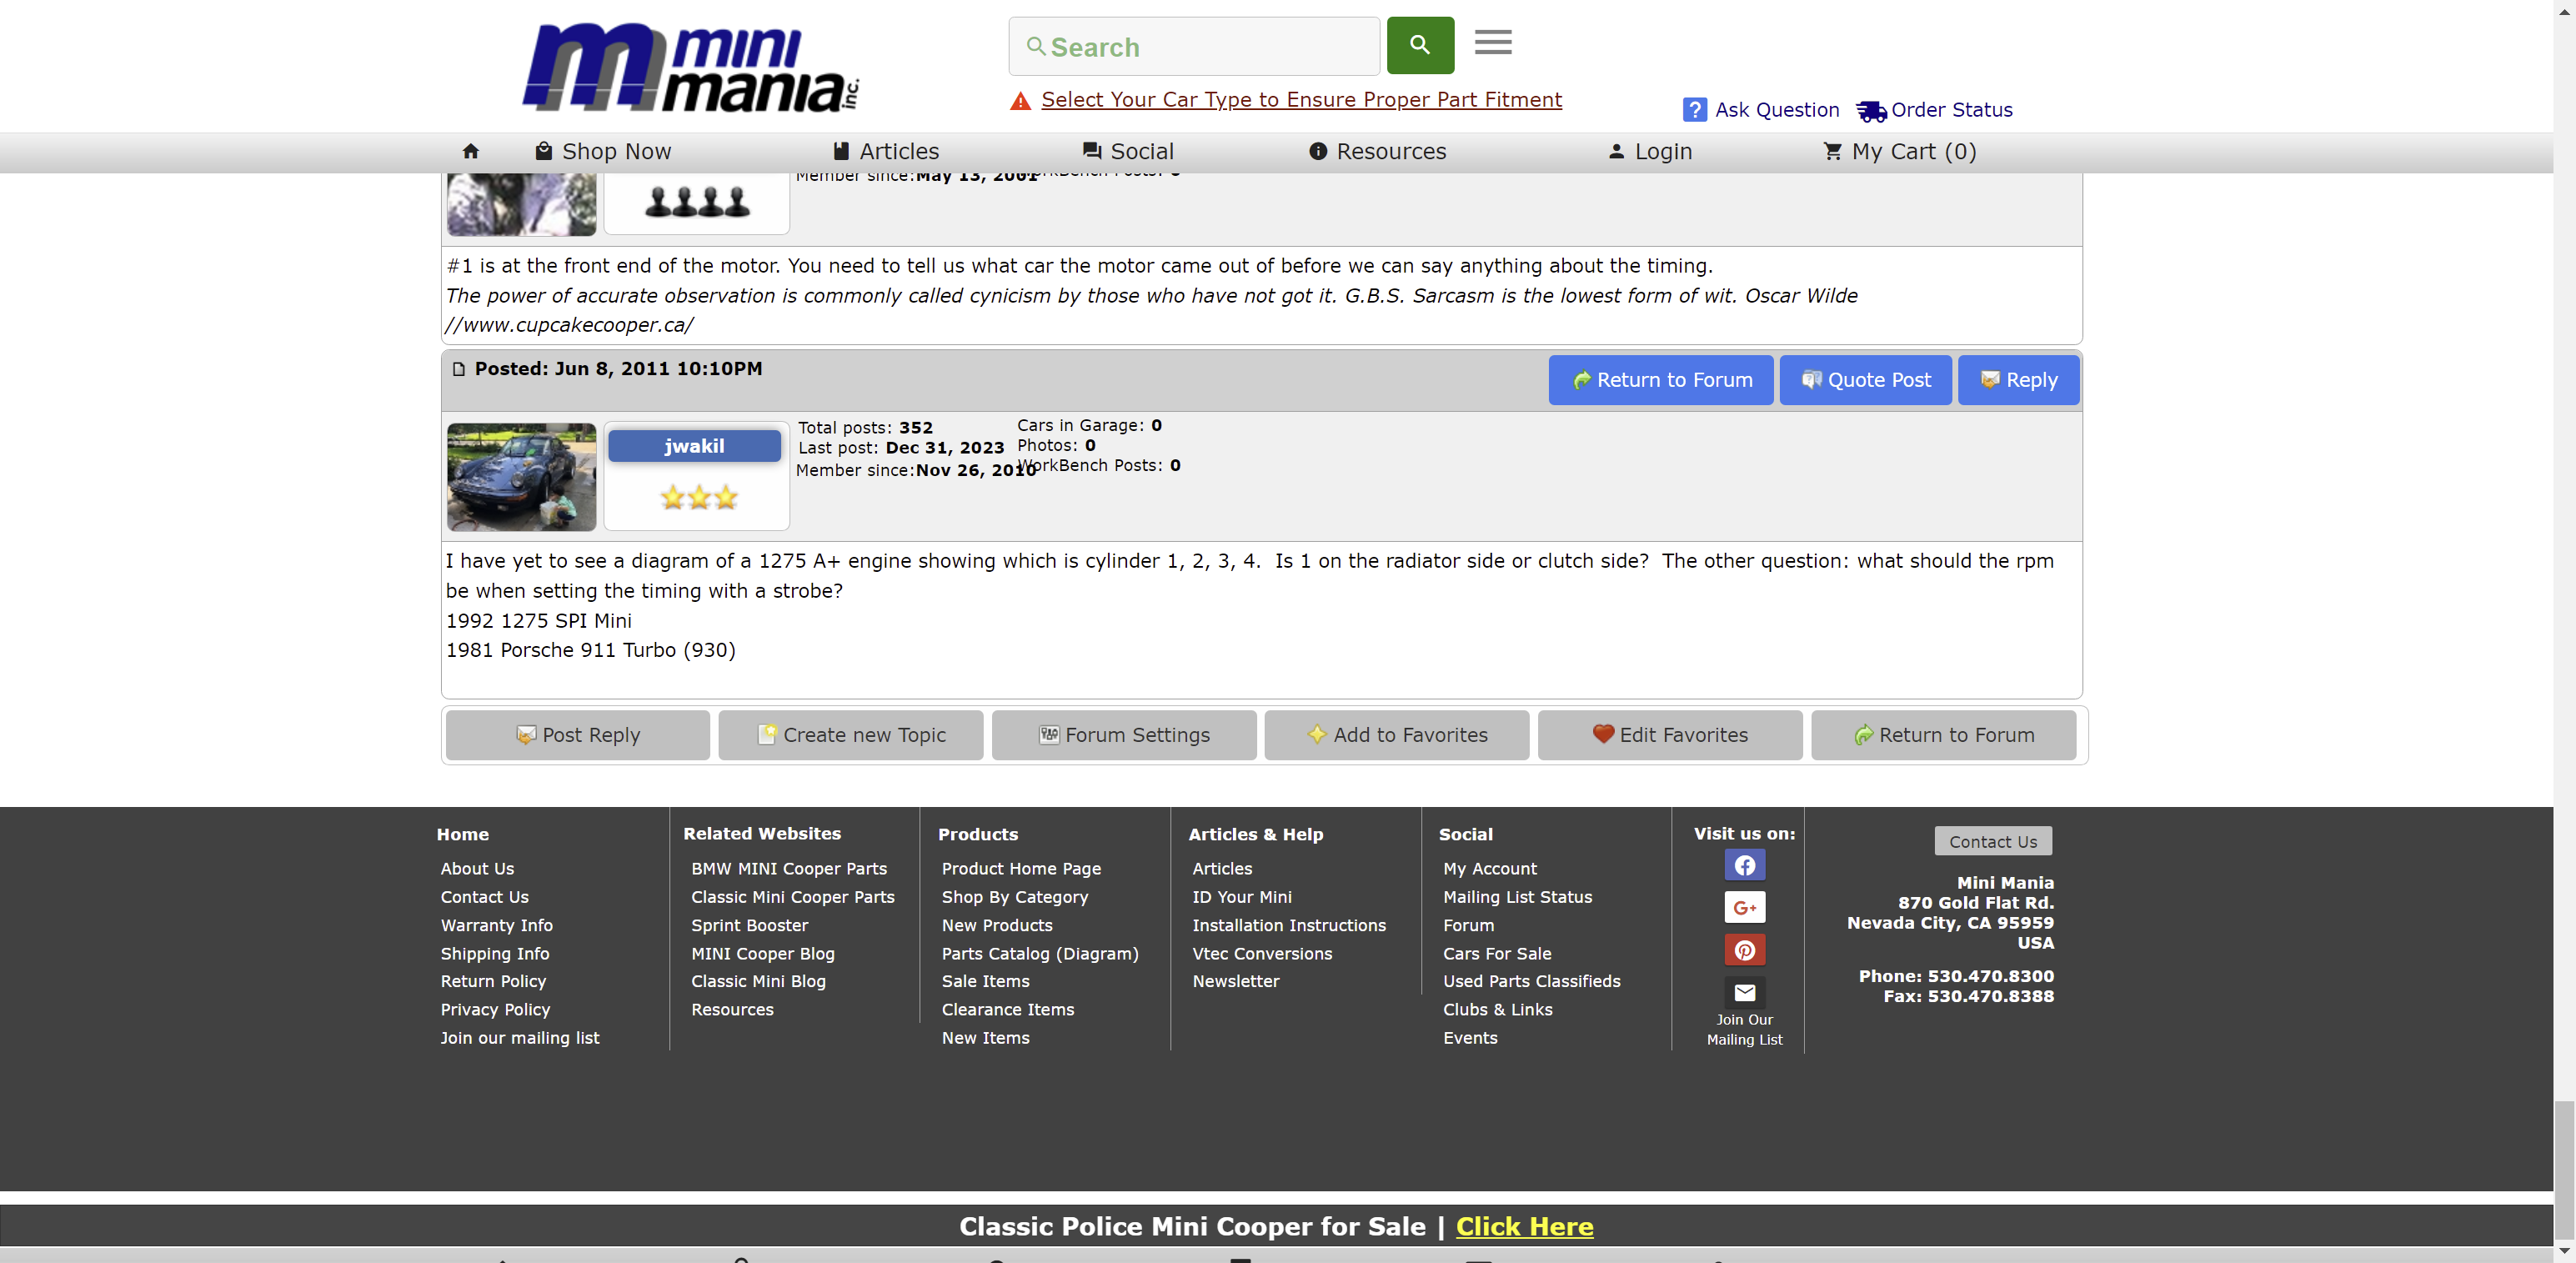 mini
mania inc.
Search
Select Your Car Type to Ensure Proper Part Fitment
Ask Question
Order Status
Shop Now
Articles
Social
Resources
Login
My Cart (0)
Member since:May 13, 2001
WorkBench Posts: 0
#1 is at the front end of the motor. You need to tell us what car the motor came out of before we can say anything about the timing.
The power of accurate observation is commonly called cynicism by those who have not got it. G.B.S. Sarcasm is the lowest form of wit. Oscar Wilde
//www.cupcakecooper.ca/
Posted: Jun 8, 2011 10:10PM
Return to Forum
Quote Post
Reply
jwakil
Total posts: 352
Last post: Dec 31, 2023
Member since:Nov 26, 2010
Cars in Garage: 0
Photos: 0
WorkBench Posts: 0
I have yet to see a diagram of a 1275 A+ engine showing which is cylinder 1, 2, 3, 4.  Is 1 on the radiator side or clutch side?  The other question: what should the rpm
be when setting the timing with a strobe?
1992 1275 SPI Mini
1981 Porsche 911 Turbo (930)
Post Reply
Create new Topic
Forum Settings
Add to Favorites
Edit Favorites
Return to Forum
Home
About Us
Contact Us
Warranty Info
Shipping Info
Return Policy
Privacy Policy
Join our mailing list
Related Websites
BMW MINI Cooper Parts
Classic Mini Cooper Parts
Sprint Booster
MINI Cooper Blog
Classic Mini Blog
Resources
Products
Product Home Page
Shop By Category
New Products
Parts Catalog (Diagram)
Sale Items
Clearance Items
New Items
Articles & Help
Articles
ID Your Mini
Installation Instructions
Vtec Conversions
Newsletter
Social
My Account
Mailing List Status
Forum
Cars For Sale
Used Parts Classifieds
Clubs & Links
Events
Visit us on:
G+
Join Our
Mailing List
Contact Us
Mini Mania
870 Gold Flat Rd.
Nevada City, CA 95959
USA
Phone: 530.470.8300
Fax: 530.470.8388
Classic Police Mini Cooper for Sale | Click Here